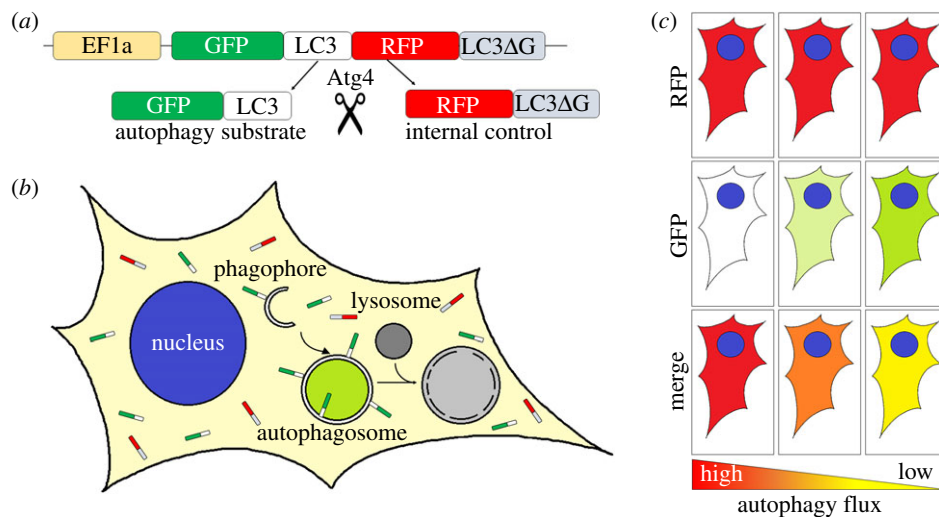 (a)
EF1a GFP LC3 RFP LC3ΔG
Atg4
GFP LC3 RFP LC3ΔG
autophagy substrate internal control
(b)
phagophore
lysosome
nucleus
autophagosome
(c)
RFP
GFP
merge
high low
autophagy flux